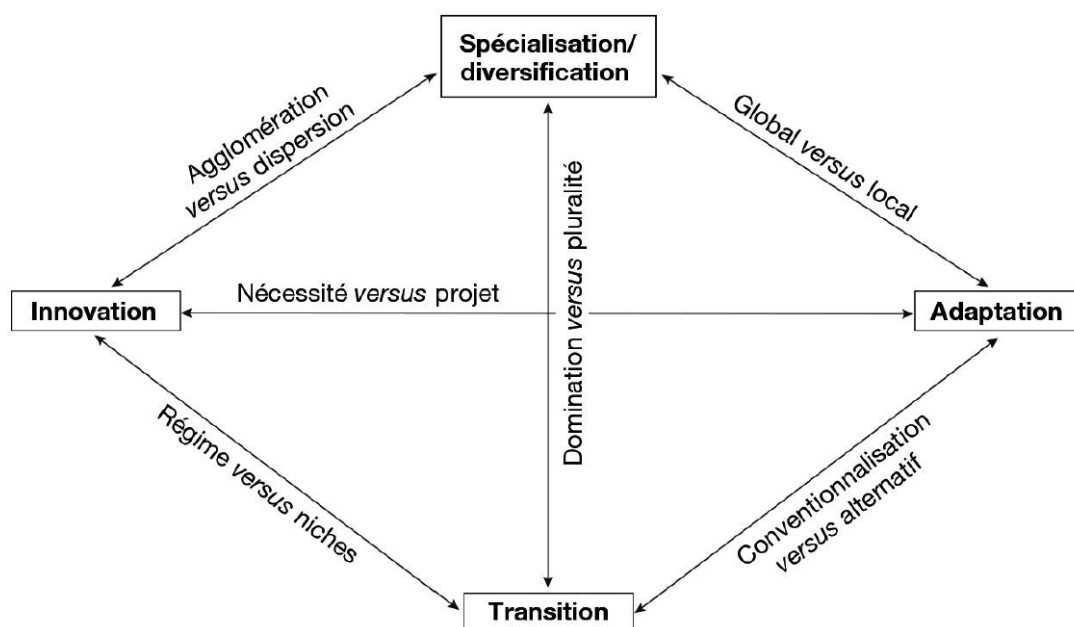 Spécialisation/
diversification
Agglomération
versus dispersion
Global versus local
Domination versus pluralité
Nécessité versus projet
Innovation
Adaptation
Régime versus niches
Conventionnalisation
versus alternatif
Transition